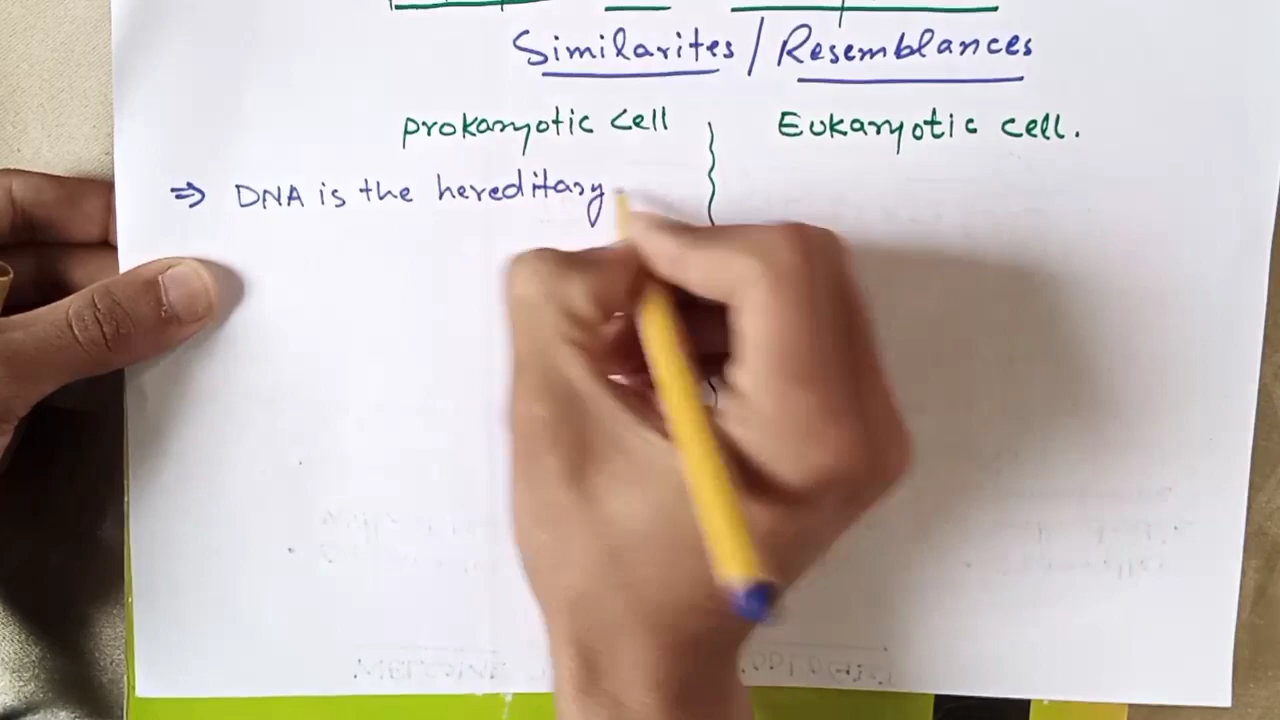 Similarites / Resemblances
prokaryotic cell
Eukaryotic cell.
⇒ DNA is the hereditary